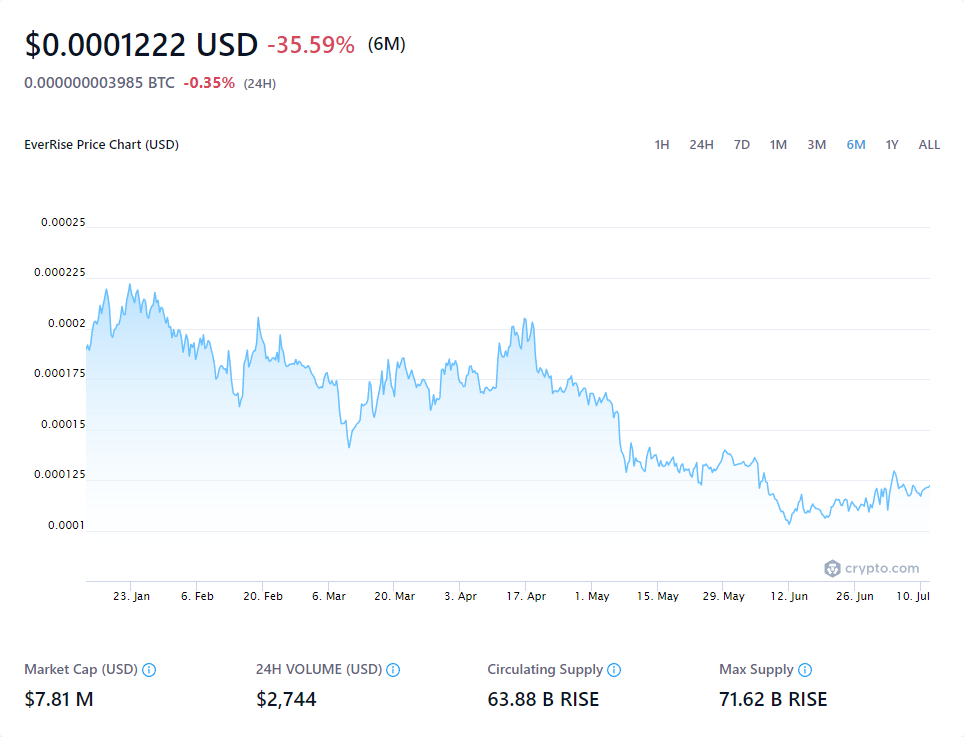 $0.0001222 USD -35.59% (6M)
0.000000003985 BTC -0.35% (24H)
EverRise Price Chart (USD) 1H 24H 7D 1M 3M 6M 1Y ALL
0.00025
0.000225
0.0002
0.000175
0.00015
0.000125
0.0001
crypto.com
23. Jan 6. Feb 20. Feb 6. Mar 20. Mar 3. Apr 17. Apr 1. May 15. May 29. May 12. Jun 26. Jun 10. Jul
Market Cap (USD) 24H VOLUME (USD) Circulating Supply Max Supply
$7.81 M $2,744 63.88 B RISE 71.62 B RISE